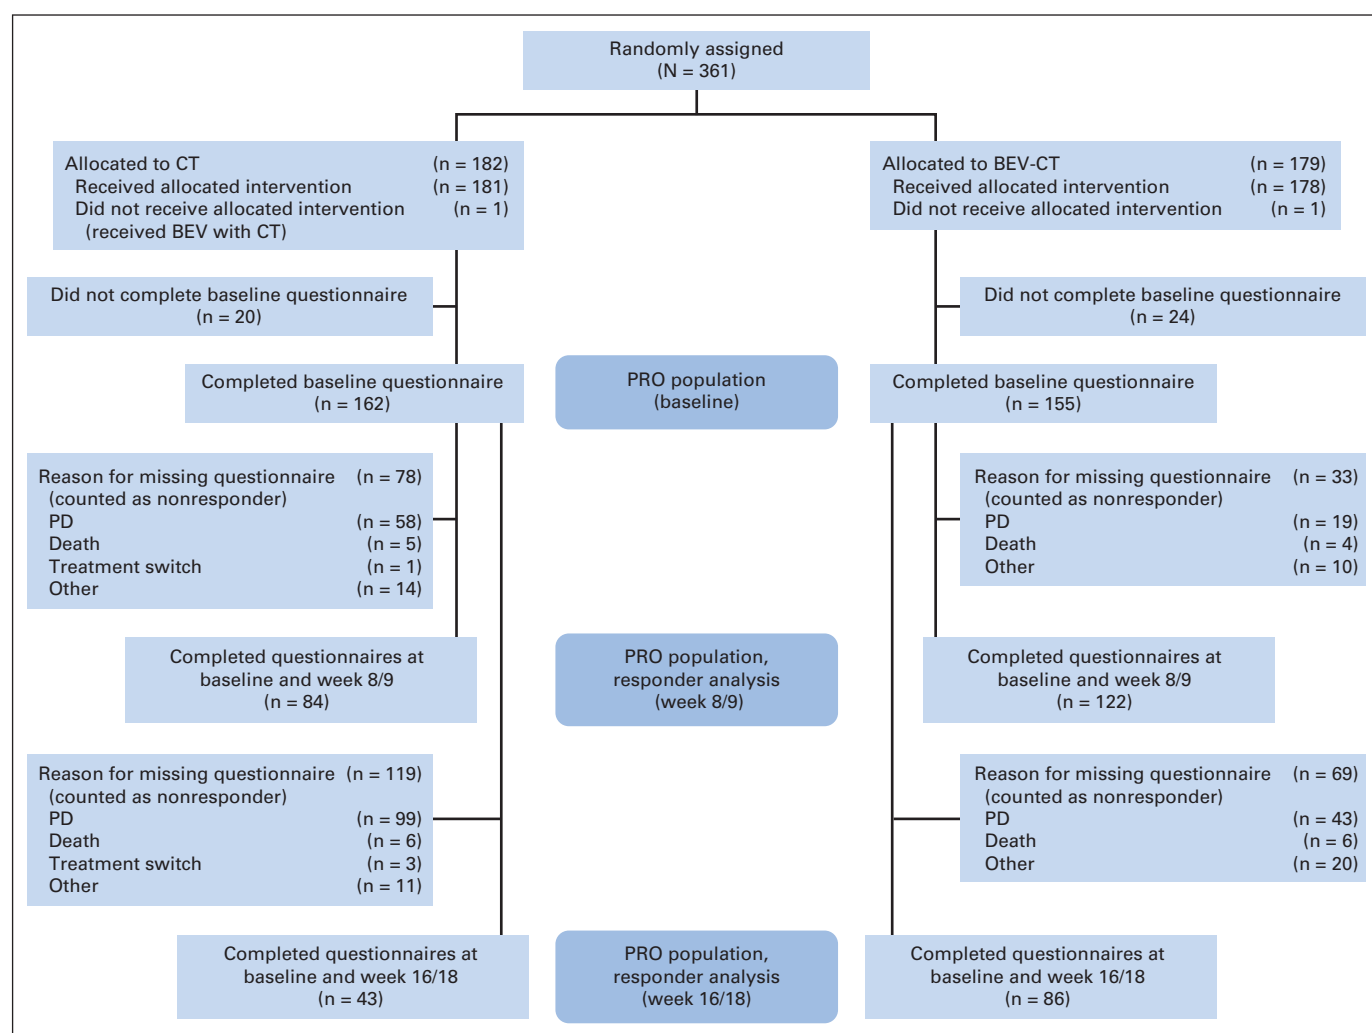 Randomly assigned
(N = 361)
Allocated to CT (n = 182)
Received allocated intervention (n = 181)
Did not receive allocated intervention (n = 1)
(received BEV with CT)
Allocated to BEV-CT (n = 179)
Received allocated intervention (n = 178)
Did not receive allocated intervention (n = 1)
Did not complete baseline questionnaire
(n = 20)
Did not complete baseline questionnaire
(n = 24)
Completed baseline questionnaire
(n = 162)
PRO population
(baseline)
Completed baseline questionnaire
(n = 155)
Reason for missing questionnaire (n = 78)
(counted as nonresponder)
PD (n = 58)
Death (n = 5)
Treatment switch (n = 1)
Other (n = 14)
Reason for missing questionnaire (n = 33)
(counted as nonresponder)
PD (n = 19)
Death (n = 4)
Other (n = 10)
Completed questionnaires at
baseline and week 8/9
(n = 84)
PRO population,
responder analysis
(week 8/9)
Completed questionnaires at
baseline and week 8/9
(n = 122)
Reason for missing questionnaire (n = 119)
(counted as nonresponder)
PD (n = 99)
Death (n = 6)
Treatment switch (n = 3)
Other (n = 11)
Reason for missing questionnaire (n = 69)
(counted as nonresponder)
PD (n = 43)
Death (n = 6)
Other (n = 20)
Completed questionnaires at
baseline and week 16/18
(n = 43)
PRO population,
responder analysis
(week 16/18)
Completed questionnaires at
baseline and week 16/18
(n = 86)